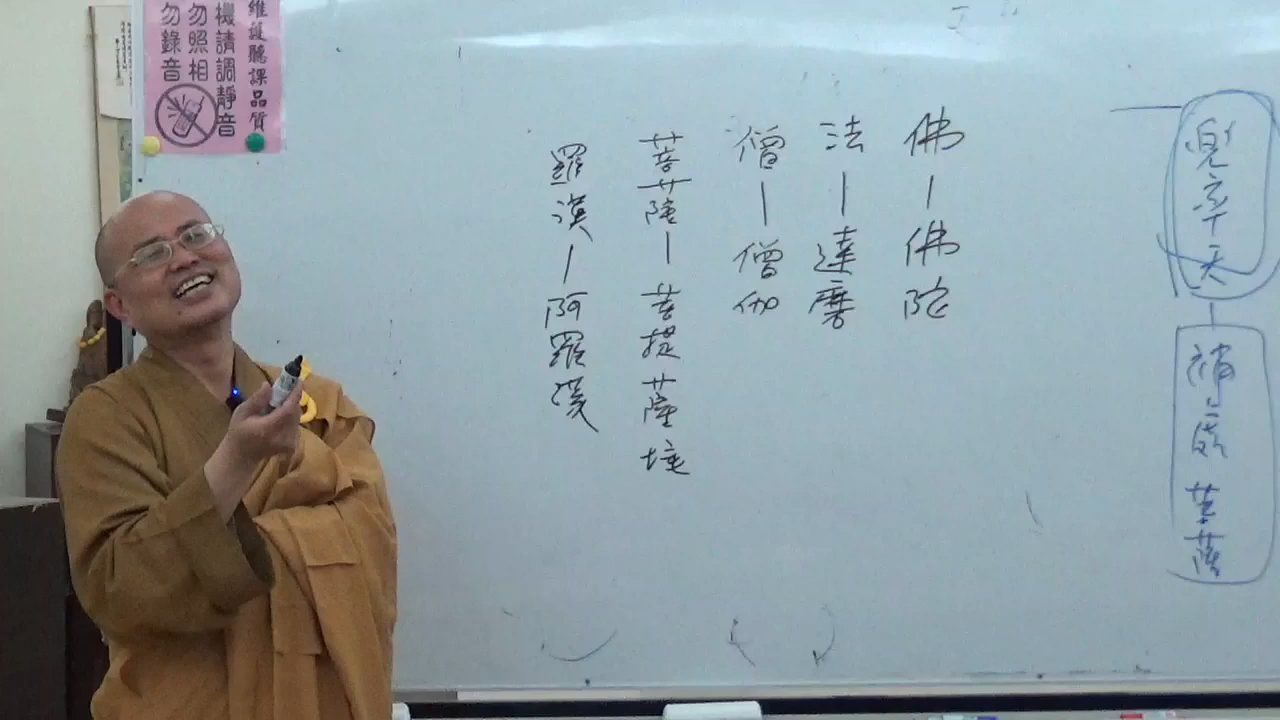 兜率天－補處菩薩
佛－佛陀
法－達磨
僧－僧伽
菩薩－菩提薩埵
羅漢－阿羅漢
維護聽課品質
機請調靜音
勿照相
勿錄音